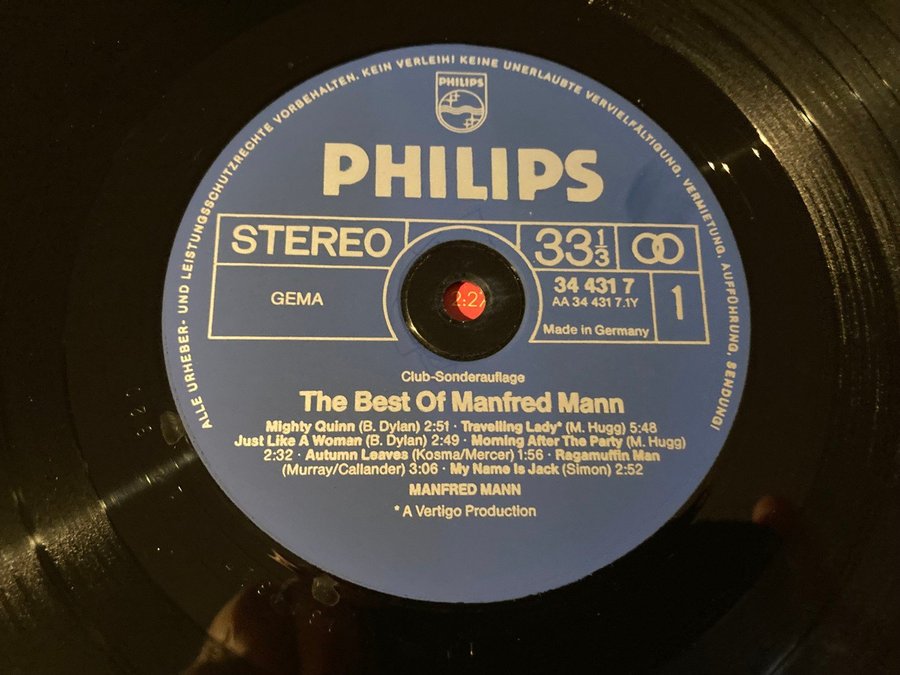 ALLE URHEBER- UND LEISTUNGSSCHUTZRECHTE VORBEHALTEN. KEIN VERLEIH! KEINE UNERLAUBTE VERVIELFÄLTIGUNG, VERMIETUNG, AUFFÜHRUNG, SENDUNG!
PHILIPS
PHILIPS
STEREO
33 1/3
GEMA
34 431 7
AA 34 431 7.1Y
1
Made in Germany
2:27
Club-Sonderauflage
The Best Of Manfred Mann
Mighty Quinn (B. Dylan) 2:51 · Travelling Lady* (M. Hugg) 5:48
Just Like A Woman (B. Dylan) 2:49 · Morning After The Party (M. Hugg)
2:32 · Autumn Leaves (Kosma/Mercer) 1:56 · Ragamuffin Man
(Murray/Callander) 3:06 · My Name Is Jack (Simon) 2:52
MANFRED MANN
* A Vertigo Production